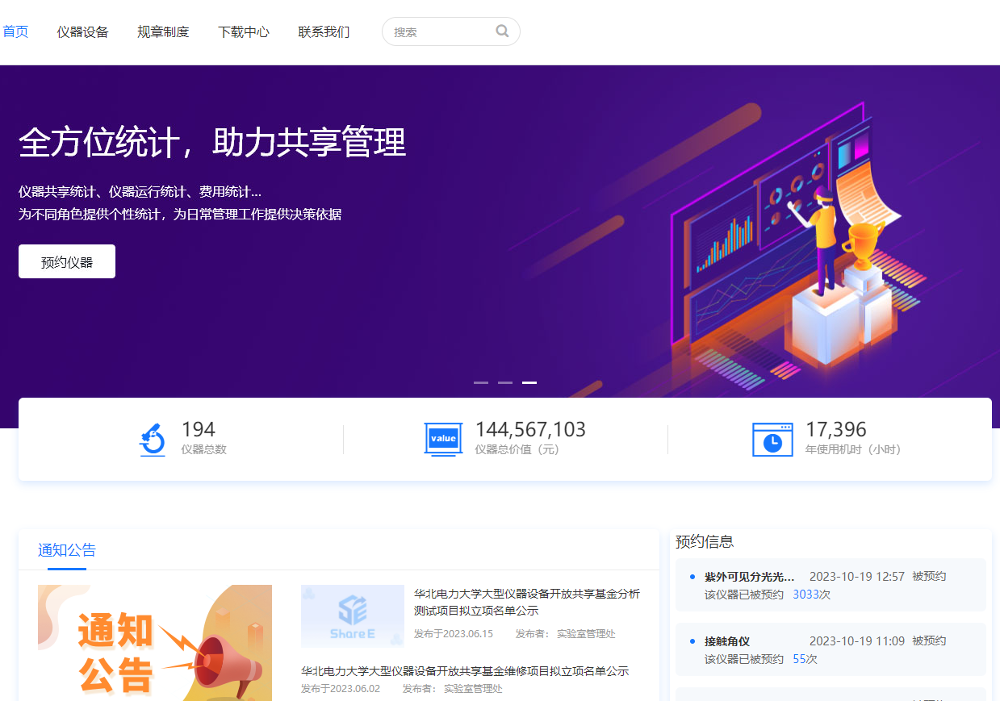 首页 仪器设备 规章制度 下载中心 联系我们 搜索
全方位统计，助力共享管理
仪器共享统计、仪器运行统计、费用统计...
为不同角色提供个性统计，为日常管理工作提供决策依据
预约仪器
194
仪器总数
value
144,567,103
仪器总价值（元）
17,396
年使用机时（小时）
通知公告
通知
公告
ShareE
华北电力大学大型仪器设备开放共享基金分析
测试项目拟立项名单公示
发布于2023.06.15 发布者： 实验室管理处
华北电力大学大型仪器设备开放共享基金维修项目拟立项名单公示
发布于2023.06.02 发布者： 实验室管理处
预约信息
紫外可见分光光... 2023-10-19 12:57 被预约
该仪器已被预约 3033次
接触角仪 2023-10-19 11:09 被预约
该仪器已被预约 55次